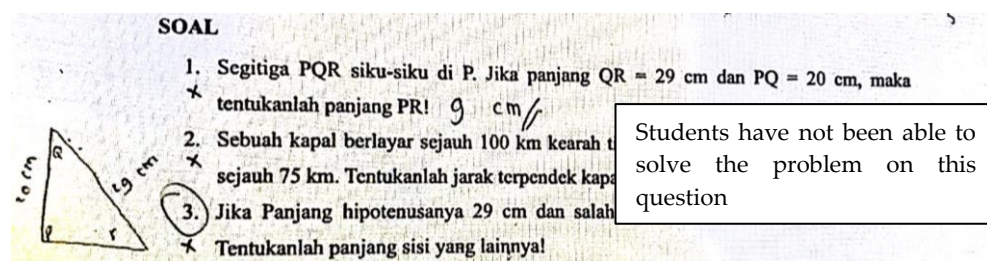 SOAL
1. Segitiga PQR siku-siku di P. Jika panjang QR = 29 cm dan PQ = 20 cm, maka
tentukanlah panjang PR! 9 cm
2. Sebuah kapal berlayar sejauh 100 km kearah t
sejauh 75 km. Tentukanlah jarak terpendek kapa
3. Jika Panjang hipotenusanya 29 cm dan salah
Tentukanlah panjang sisi yang lainnya!
Students have not been able to
solve the problem on this
question
20 cm
Q
29 cm
P
r